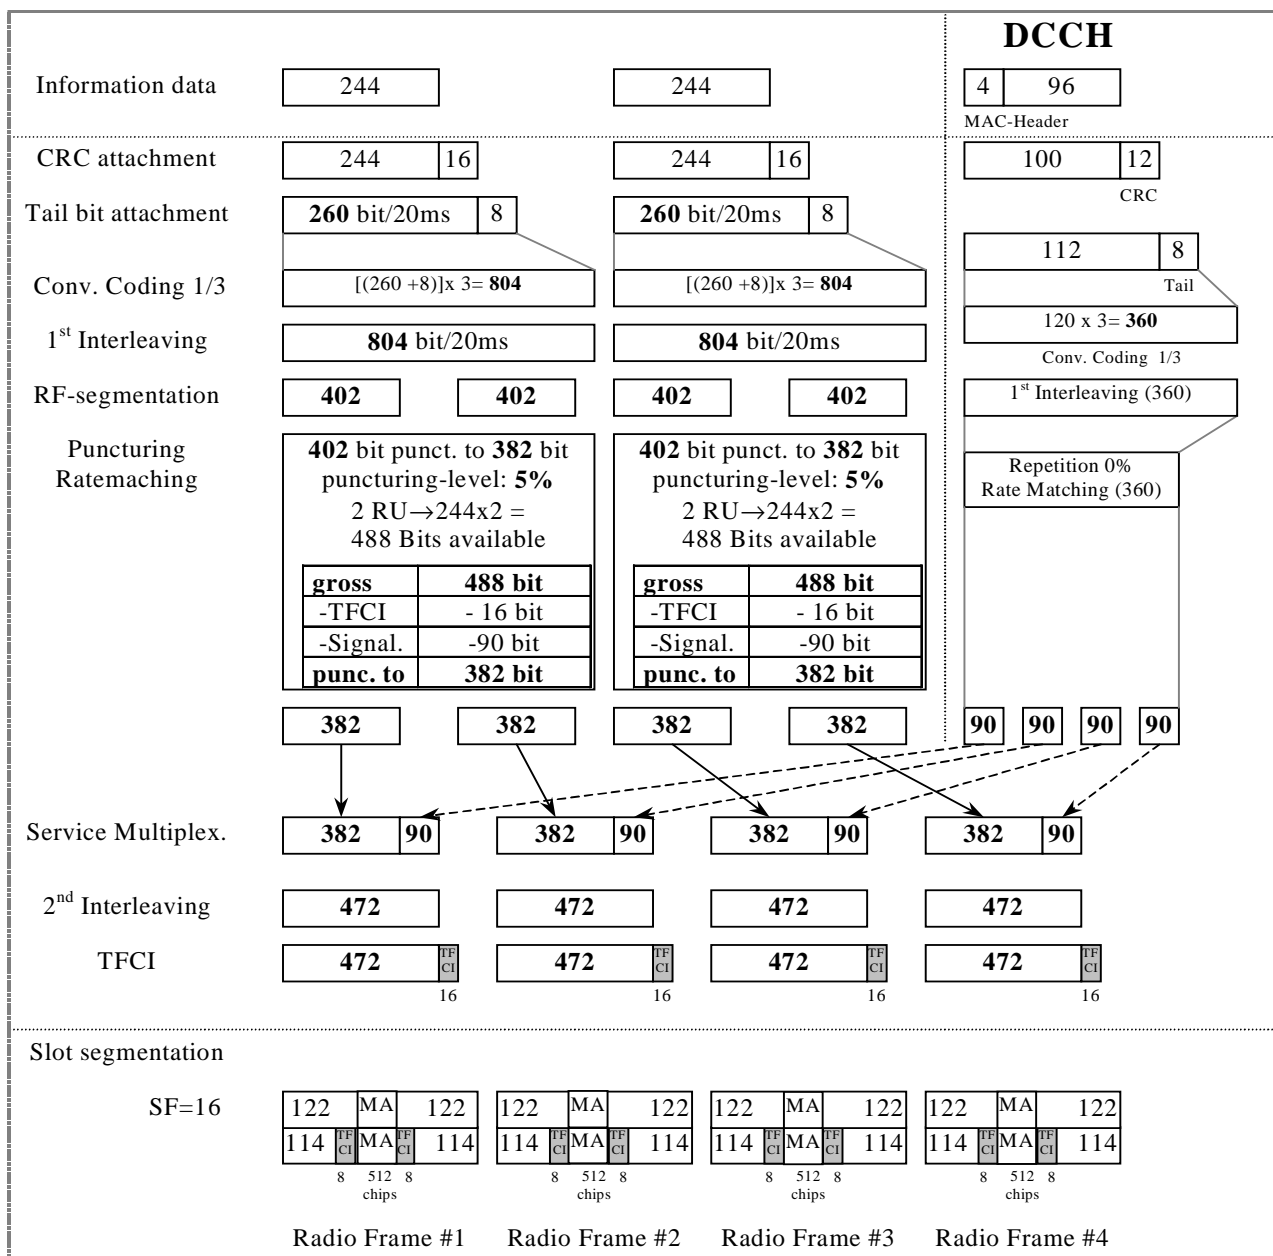 DCCH
Information data 244 244 4 96
MAC-Header
CRC attachment 244 16 244 16 100 12
CRC
Tail bit attachment 260 bit/20ms 8 260 bit/20ms 8
112 8
Tail
Conv. Coding 1/3 [(260 +8)]x 3= 804 [(260 +8)]x 3= 804
120 x 3= 360
Conv. Coding 1/3
1st Interleaving 804 bit/20ms 804 bit/20ms
RF-segmentation 402 402 402 402 1st Interleaving (360)
Puncturing
Ratemaching
402 bit punct. to 382 bit
puncturing-level: 5%
2 RU→244x2 =
488 Bits available
gross 488 bit
-TFCI - 16 bit
-Signal. -90 bit
punc. to 382 bit
402 bit punct. to 382 bit
puncturing-level: 5%
2 RU→244x2 =
488 Bits available
gross 488 bit
-TFCI - 16 bit
-Signal. -90 bit
punc. to 382 bit
Repetition 0%
Rate Matching (360)
382 382 382 382 90 90 90 90
Service Multiplex. 382 90 382 90 382 90 382 90
2nd Interleaving 472 472 472 472
TFCI 472 TF CI 472 TF CI 472 TF CI 472 TF CI
16 16 16 16
Slot segmentation
SF=16 122 MA 122 122 MA 122 122 MA 122 122 MA 122
114 TF CI MA TF CI 114 114 TF CI MA TF CI 114 114 TF CI MA TF CI 114 114 TF CI MA TF CI 114
8 512 8 8 512 8 8 512 8 8 512 8
chips chips chips chips
Radio Frame #1 Radio Frame #2 Radio Frame #3 Radio Frame #4